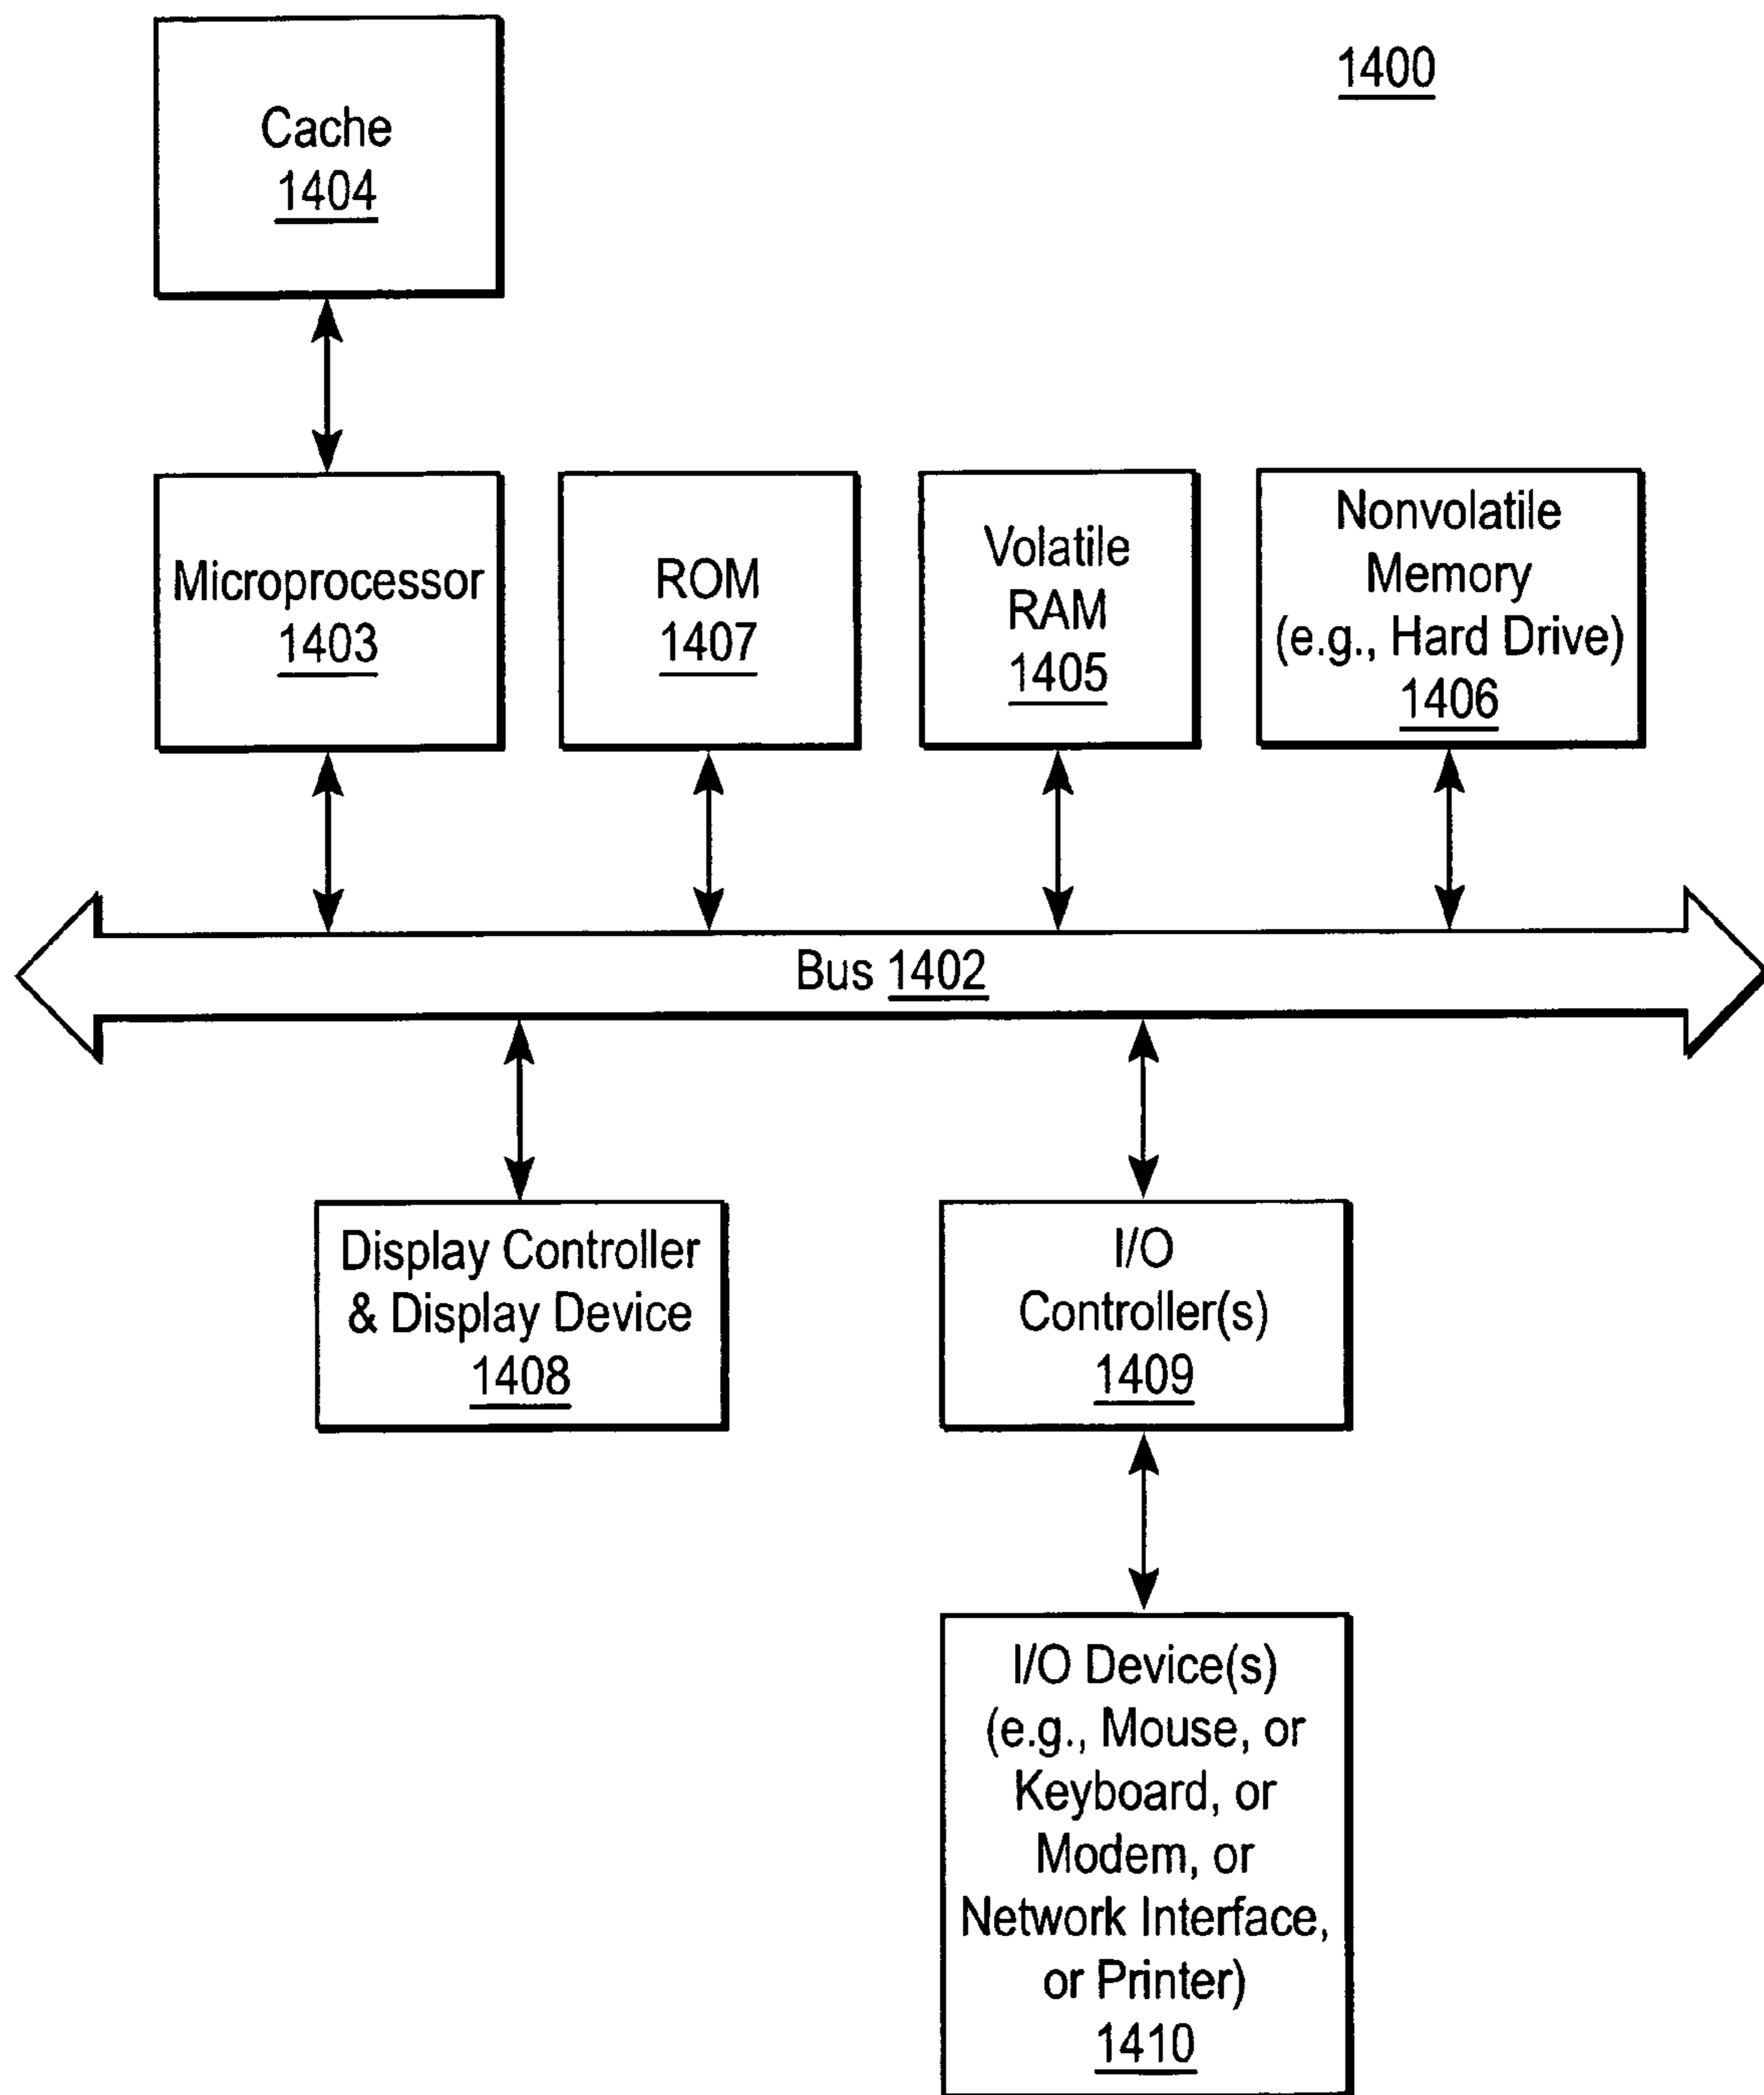 1400
Cache
1404
Microprocessor
1403
ROM
1407
Volatile
RAM
1405
Nonvolatile
Memory
(e.g., Hard Drive)
1406
Bus 1402
Display Controller
& Display Device
1408
I/O
Controller(s)
1409
I/O Device(s)
(e.g., Mouse, or
Keyboard, or
Modem, or
Network Interface,
or Printer)
1410